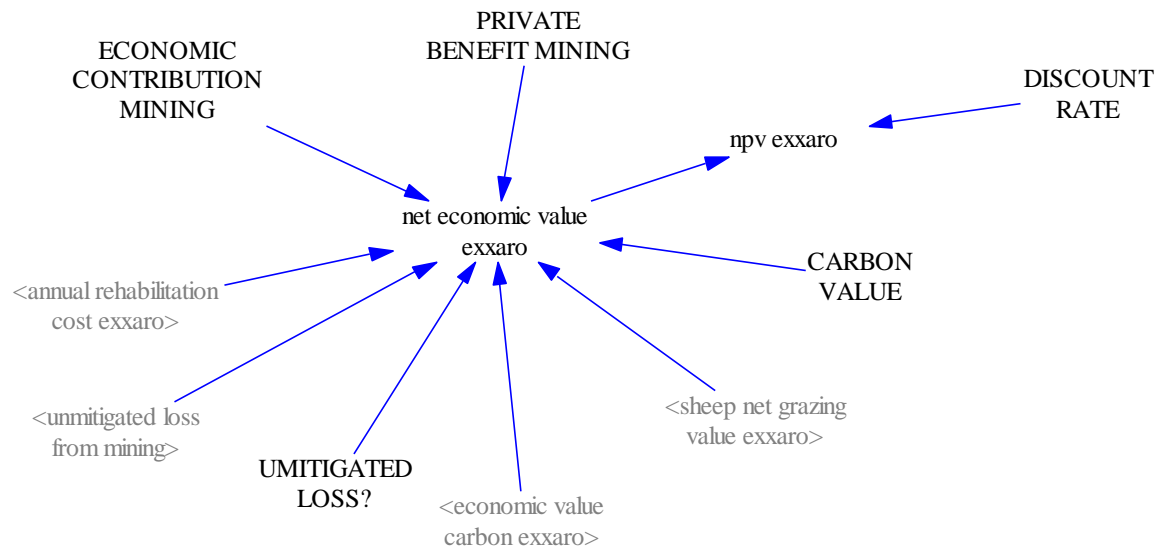 PRIVATE
BENEFIT MINING
ECONOMIC
CONTRIBUTION
MINING
DISCOUNT
RATE
npv exxaro
net economic value
exxaro
CARBON
VALUE
<annual rehabilitation
cost exxaro>
<unmitigated loss
from mining>
<sheep net grazing
value exxaro>
UMITIGATED
LOSS?
<economic value
carbon exxaro>